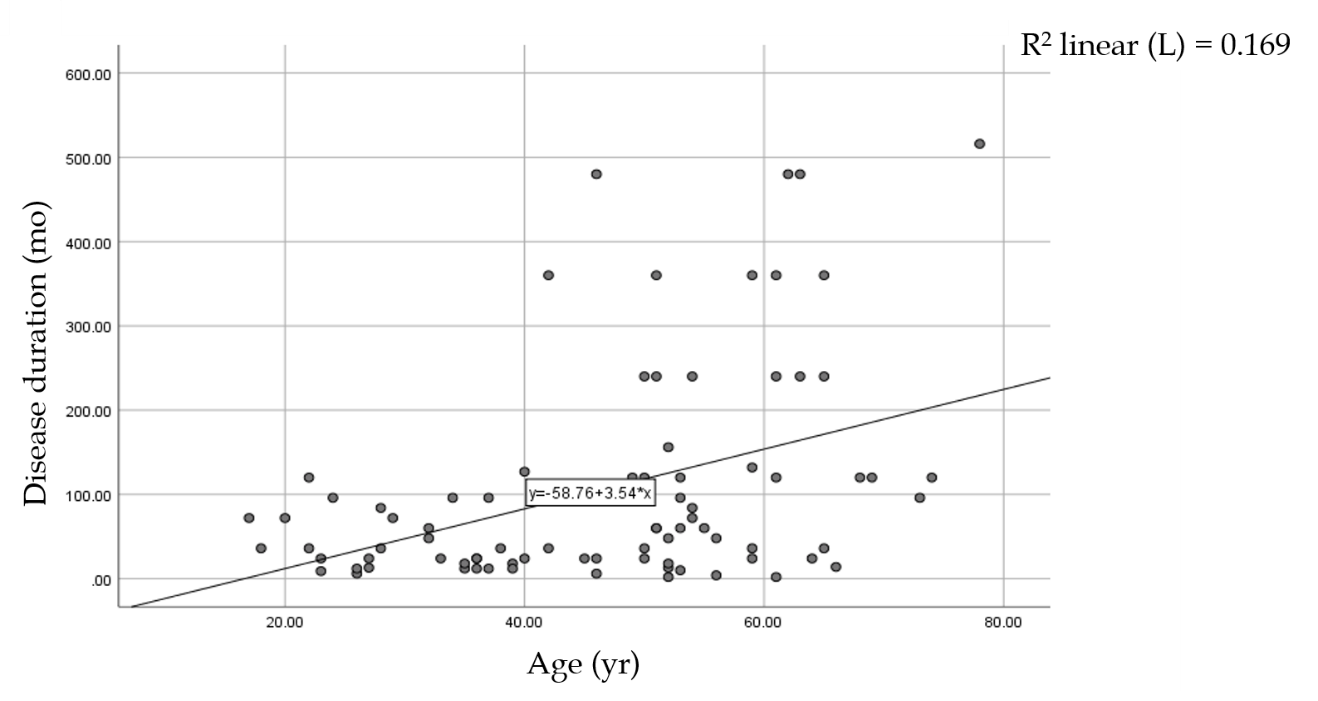 R² linear (L) = 0.169
600.00
500.00
400.00
300.00
200.00
100.00
.00
Disease duration (mo)
y=-58.76+3.54*x
20.00
40.00
60.00
80.00
Age (yr)